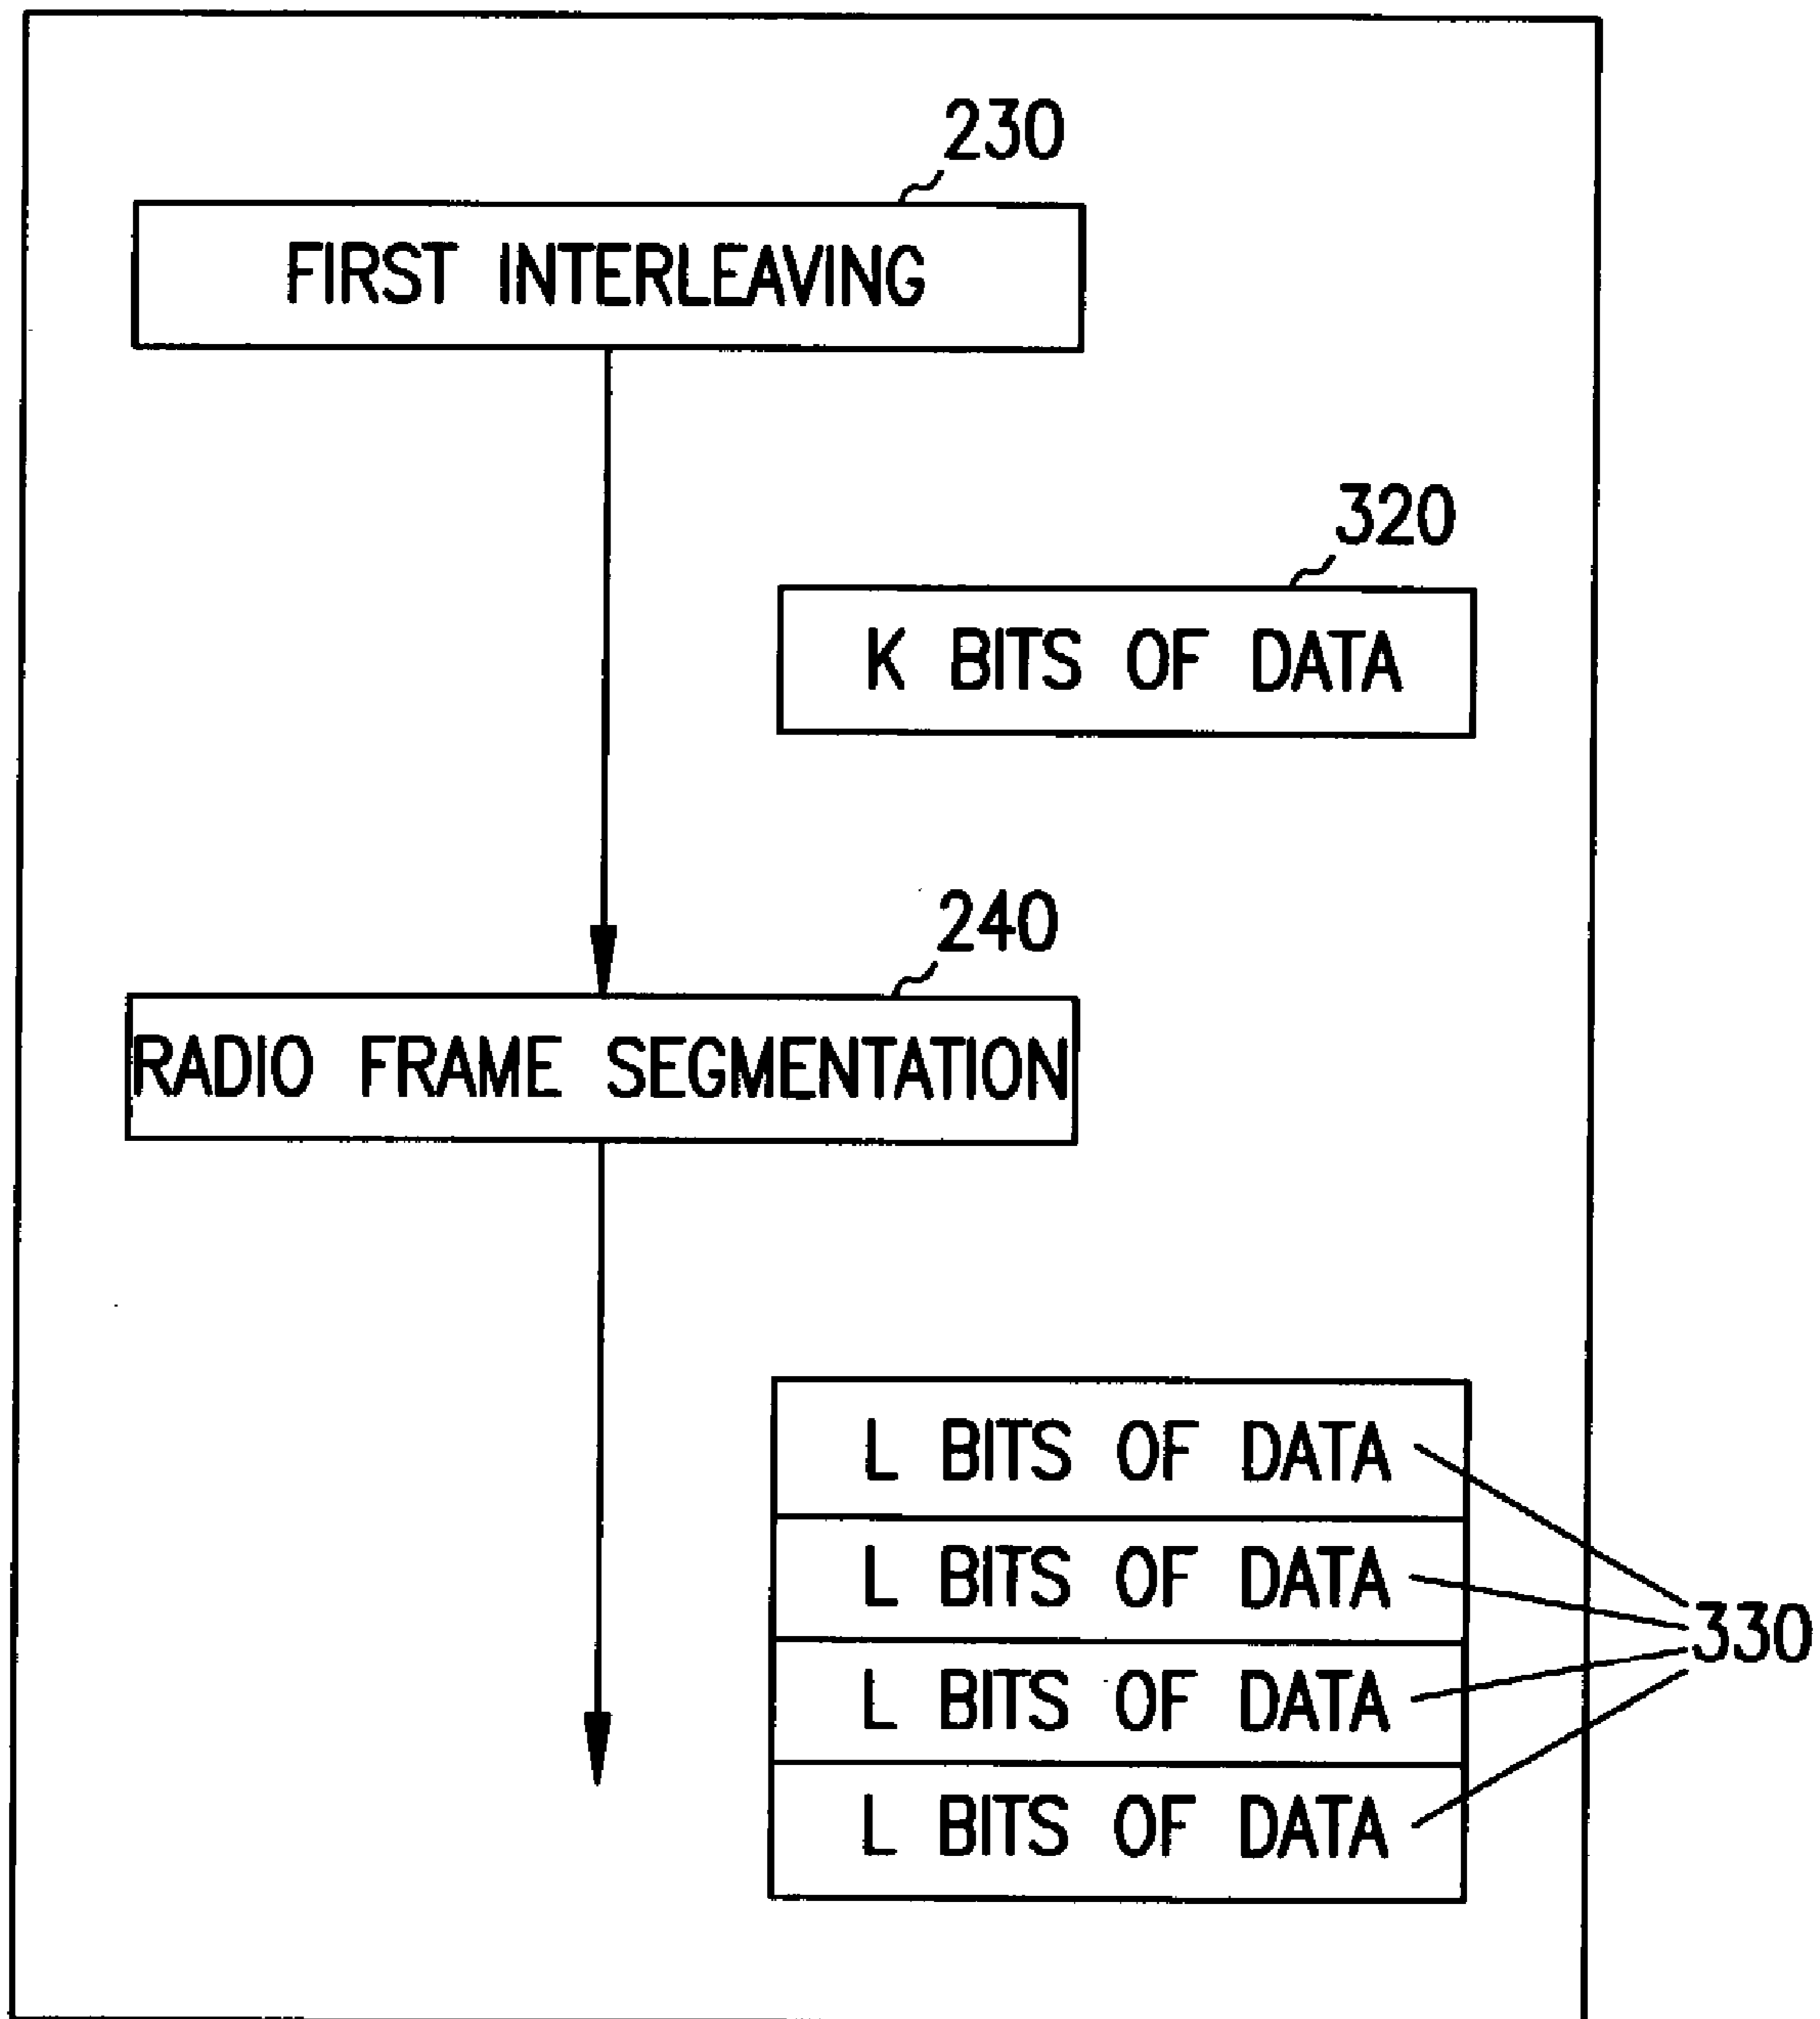 230
FIRST INTERLEAVING
320
K BITS OF DATA
240
RADIO FRAME SEGMENTATION
L BITS OF DATA
L BITS OF DATA
330
L BITS OF DATA
L BITS OF DATA